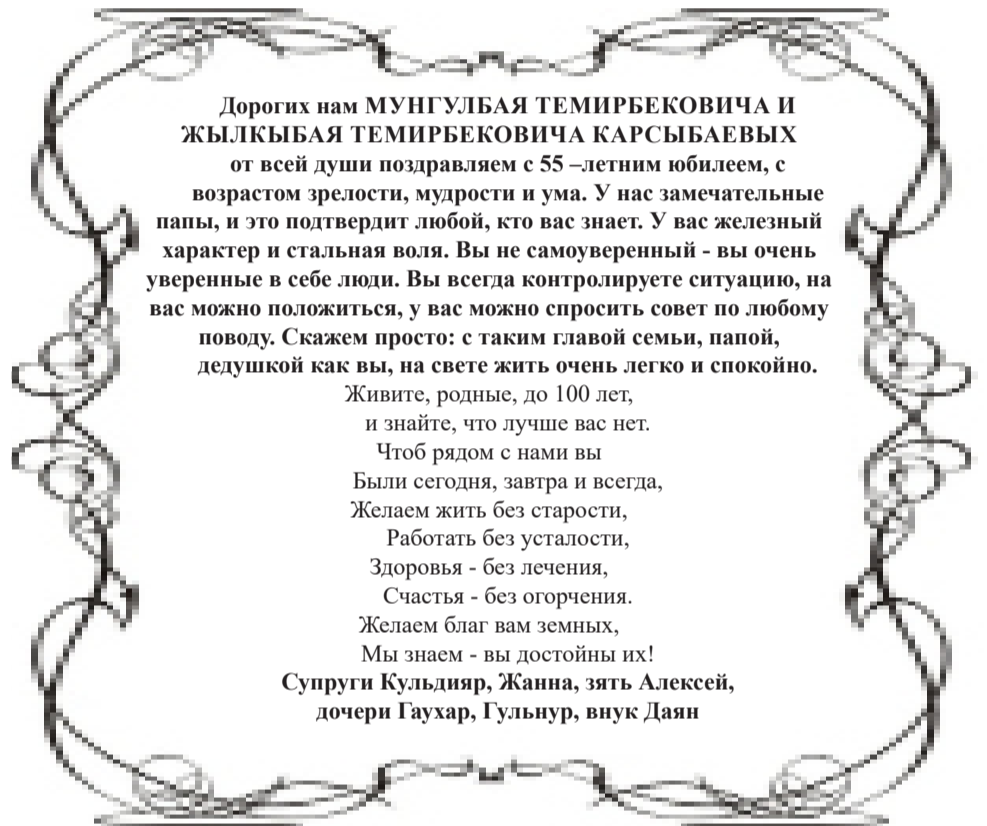 Дорогих нам МУНГУЛБАЯ ТЕМИРБЕКОВИЧА И
ЖЫЛКЫБАЯ ТЕМИРБЕКОВИЧА КАРСЫБАЕВЫХ
от всей души поздравляем с 55 –летним юбилеем, с
возрастом зрелости, мудрости и ума. У нас замечательные
папы, и это подтвердит любой, кто вас знает. У вас железный
характер и стальная воля. Вы не самоуверенный - вы очень
уверенные в себе люди. Вы всегда контролируете ситуацию, на
вас можно положиться, у вас можно спросить совет по любому
поводу. Скажем просто: с таким главой семьи, папой,
дедушкой как вы, на свете жить очень легко и спокойно.
Живите, родные, до 100 лет,
и знайте, что лучше вас нет.
Чтоб рядом с нами вы
Были сегодня, завтра и всегда,
Желаем жить без старости,
Работать без усталости,
Здоровья - без лечения,
Счастья - без огорчения.
Желаем благ вам земных,
Мы знаем - вы достойны их!
Супруги Кульдияр, Жанна, зять Алексей,
дочери Гаухар, Гульнур, внук Даян